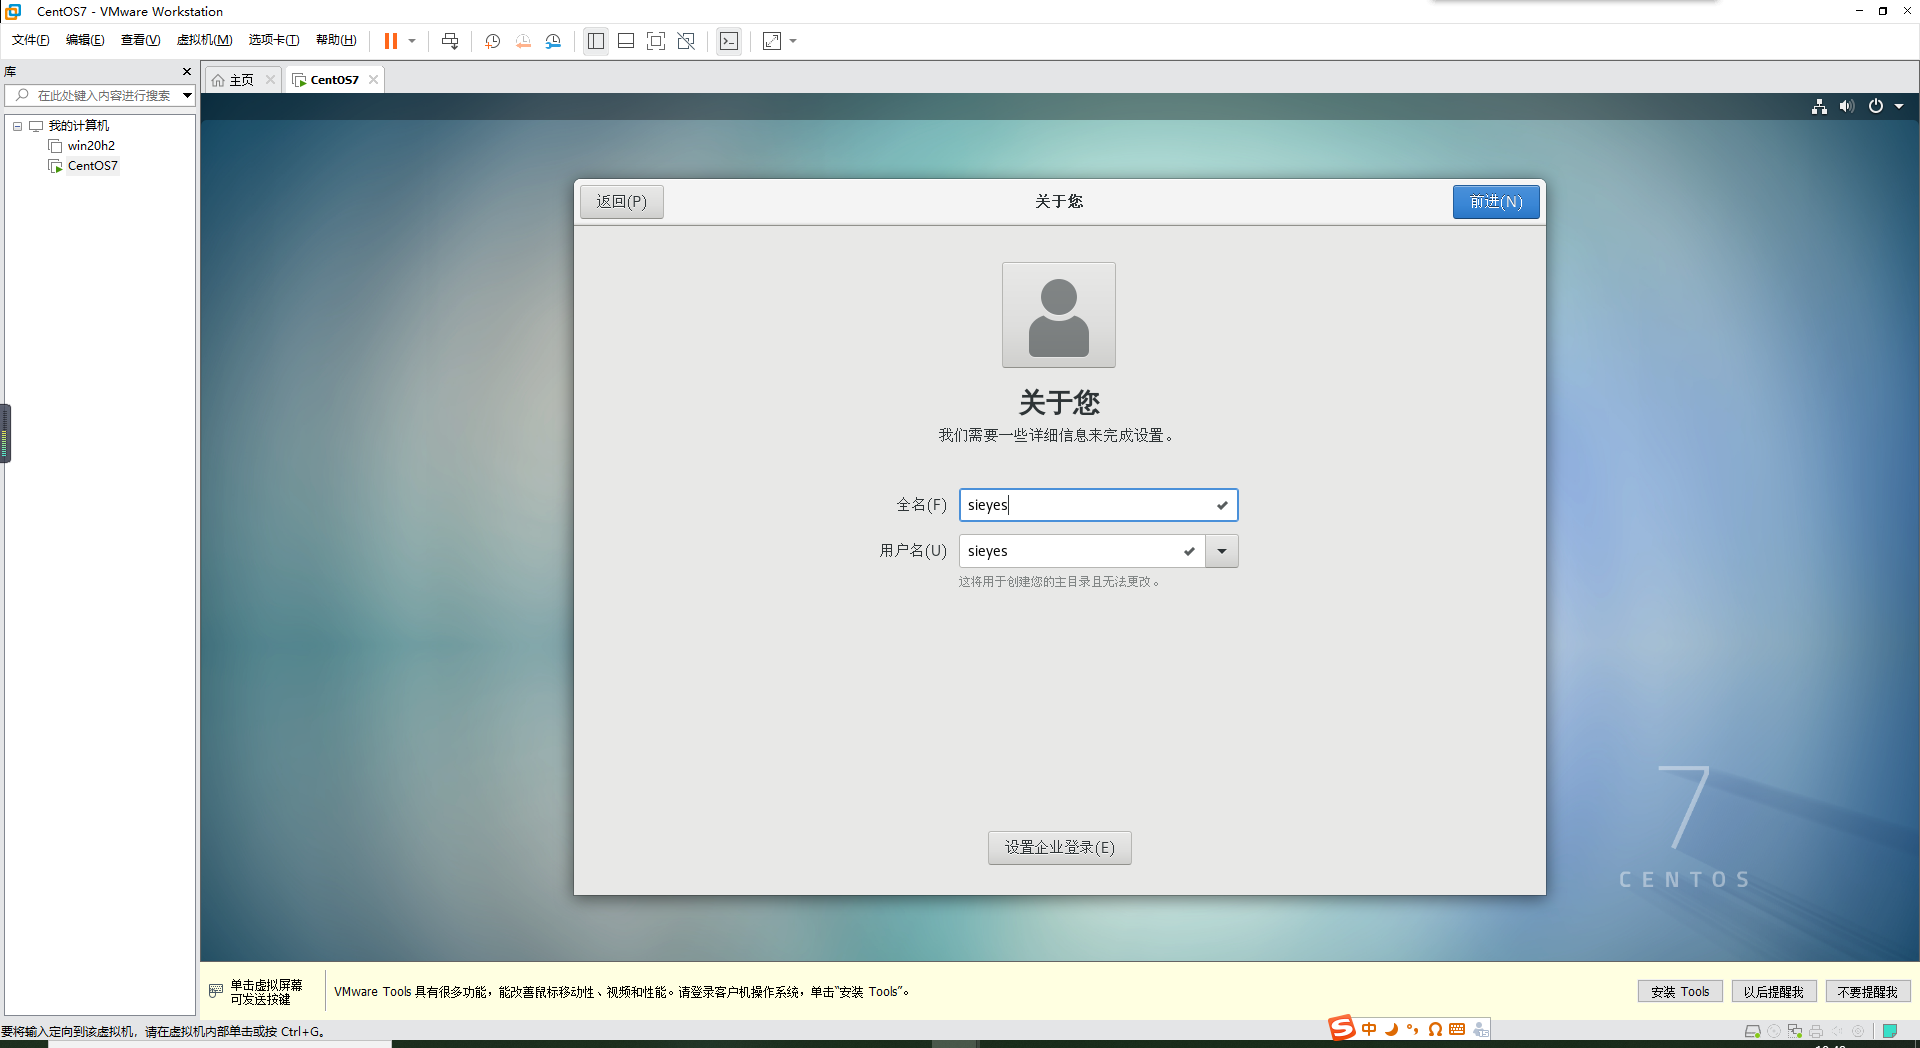 CentOS7 - VMware Workstation
文件(F) 编辑(E) 查看(V) 虚拟机(M) 选项卡(T) 帮助(H)
库
在此处键入内容进行搜索
我的计算机
win20h2
CentOS7
主页
CentOS7
返回(P)
关于您
前进(N)
关于您
我们需要一些详细信息来完成设置。
全名(F) sieyes
用户名(U) sieyes
这将用于创建您的主目录且无法更改。
设置企业登录(E)
7
CENTOS
单击虚拟屏幕
可发送按键
VMware Tools 具有很多功能，能改善鼠标移动性、视频和性能。请登录客户机操作系统，单击“安装 Tools”。
安装 Tools
以后提醒我
不要提醒我
要将输入定向到该虚拟机，请在虚拟机内部单击或按 Ctrl+G。
S 中